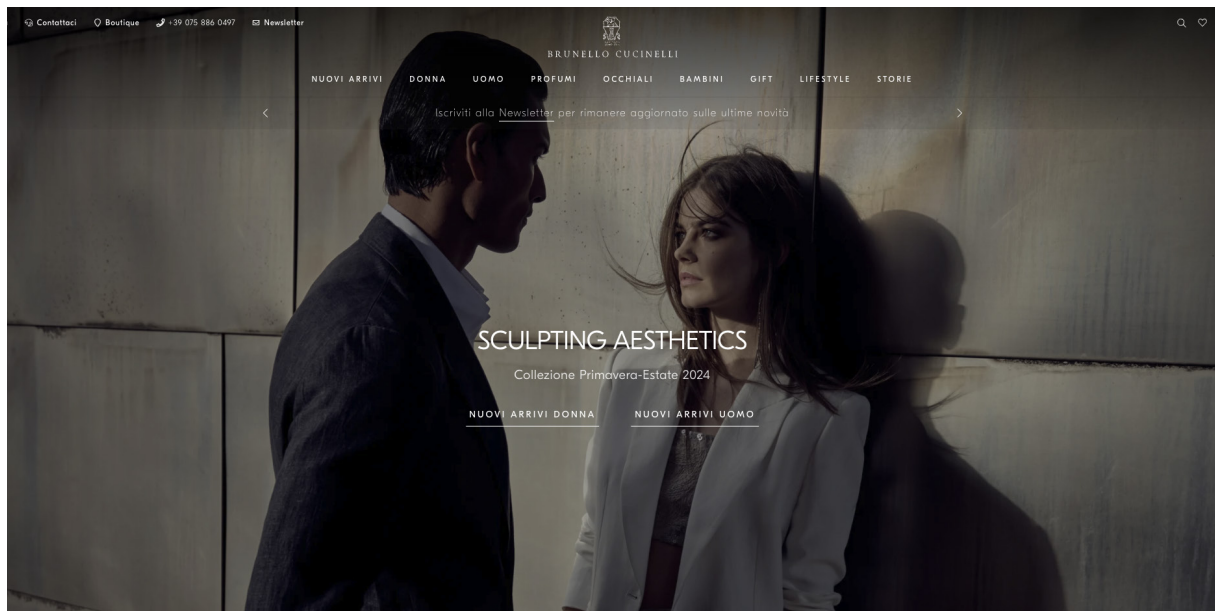 Contattaci Boutique +39 075 886 0497 Newsletter
BRUNELLO CUCINELLI
NUOVI ARRIVI DONNA UOMO PROFUMI OCCHIALI BAMBINI GIFT LIFESTYLE STORIE
Iscriviti alla Newsletter per rimanere aggiornato sulle ultime novità
SCULPTING AESTHETICS
Collezione Primavera-Estate 2024
NUOVI ARRIVI DONNA NUOVI ARRIVI UOMO